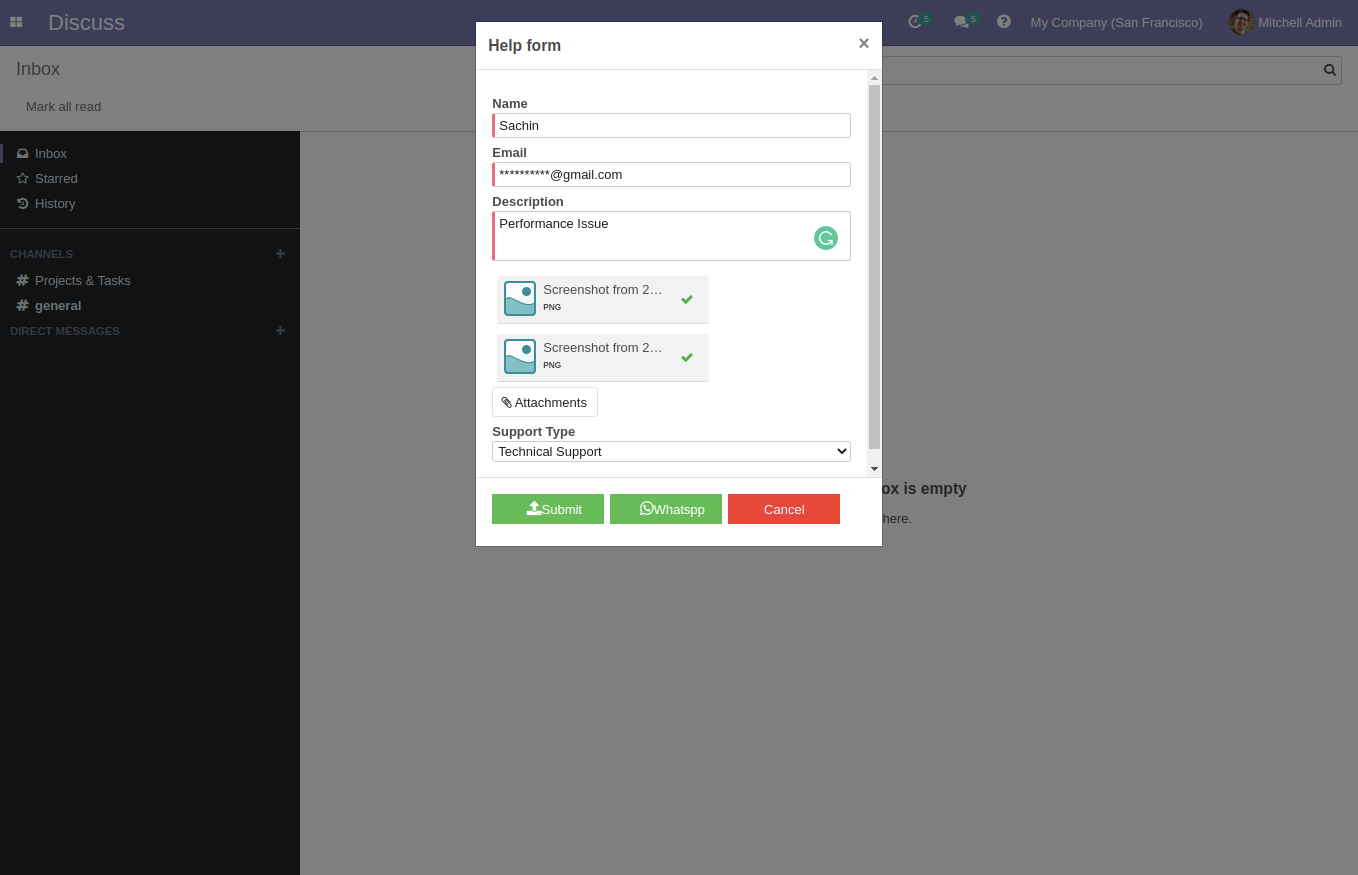 Discuss
5
5
My Company (San Francisco)
Mitchell Admin
Inbox
Mark all read
Inbox
Starred
History
CHANNELS
Projects & Tasks
general
DIRECT MESSAGES
Help form
×
Name
Sachin
Email
**********@gmail.com
Description
Performance Issue
Screenshot from 2...
PNG
Screenshot from 2...
PNG
Attachments
Support Type
Technical Support
Submit
Whatspp
Cancel
ox is empty
here.